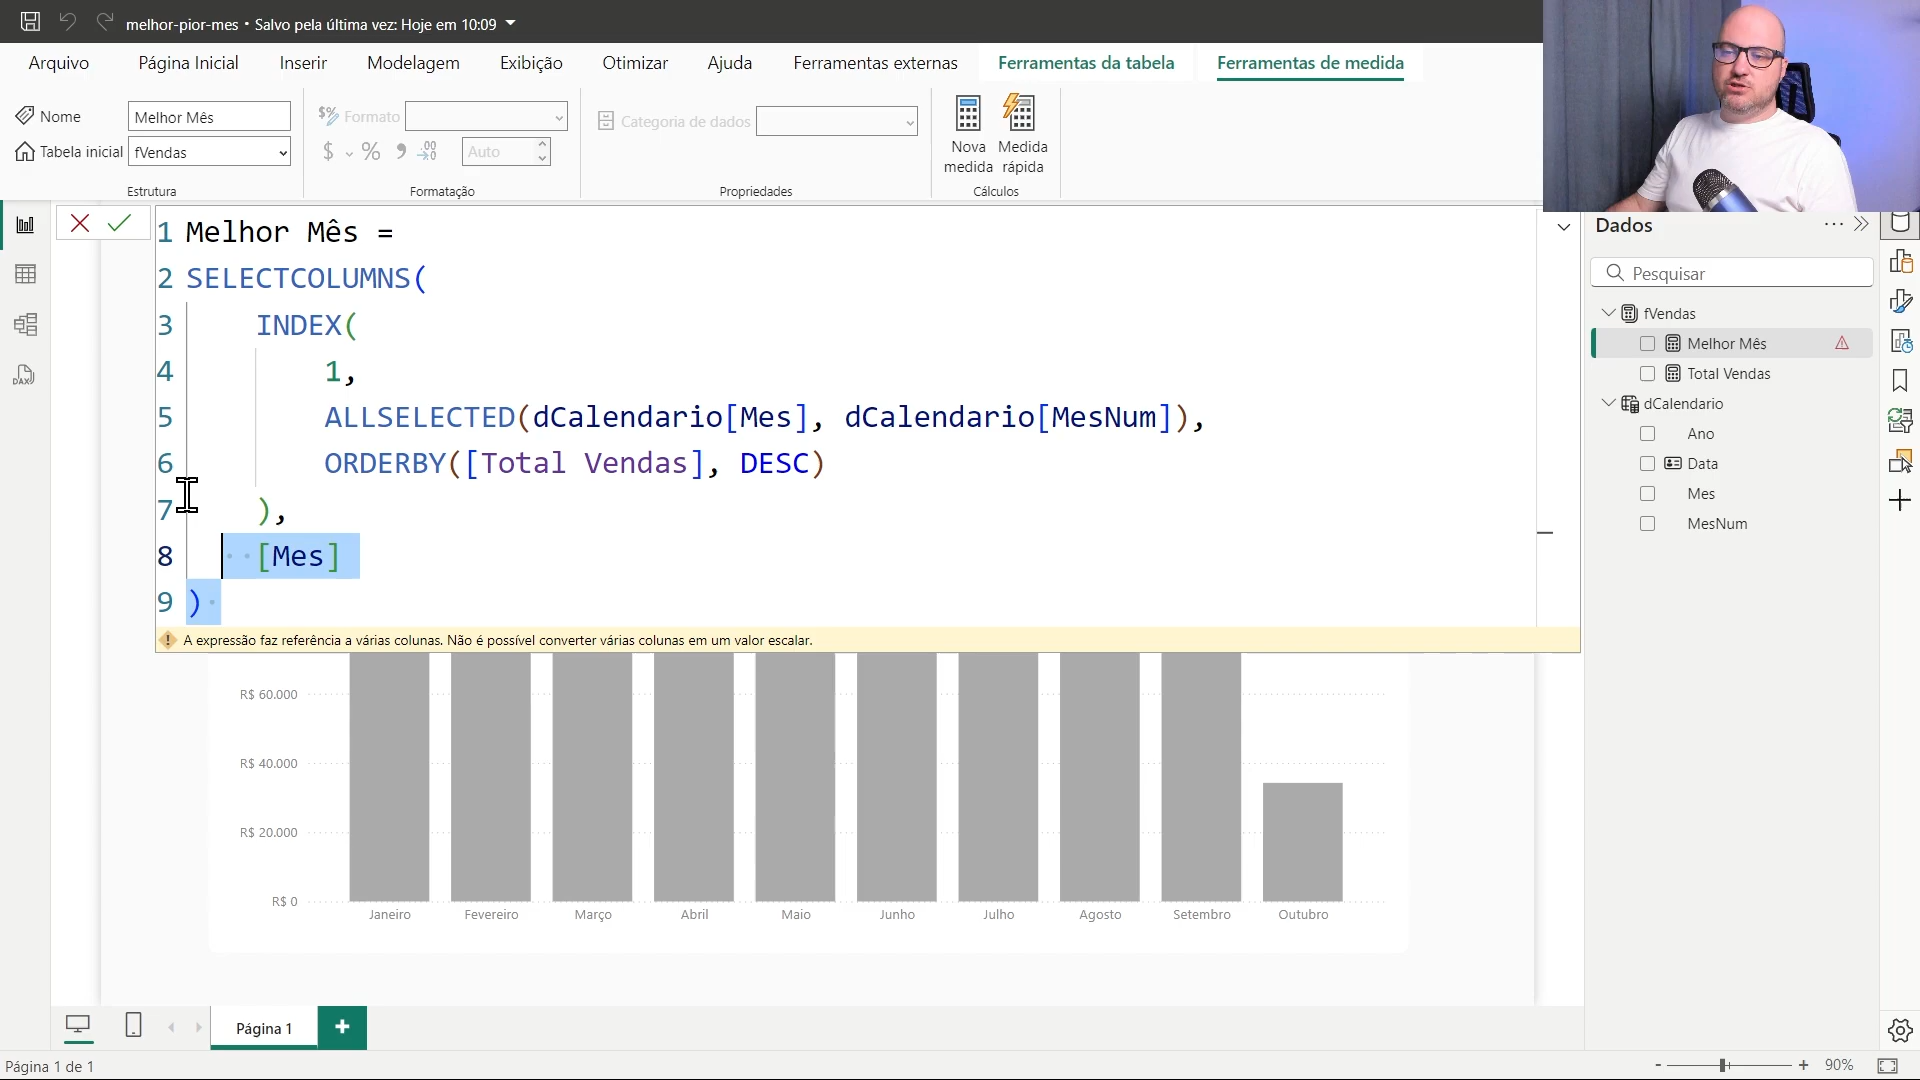 melhor-pior-mes • Salvo pela última vez: Hoje em 10:09
Arquivo Página Inicial Inserir Modelagem Exibição Otimizar Ajuda Ferramentas externas Ferramentas da tabela Ferramentas de medida
Nome Melhor Mês
Tabela inicial fVendas
Estrutura
Formato
$ % Auto
Formatação
Categoria de dados
Propriedades
Nova medida
Medida rápida
Cálculos
1 Melhor Mês =
2 SELECTCOLUMNS(
3 INDEX(
4 1,
5 ALLSELECTED(dCalendario[Mes], dCalendario[MesNum]),
6 ORDERBY([Total Vendas], DESC)
7 ),
8 [Mes]
9 )
A expressão faz referência a várias colunas. Não é possível converter várias colunas em um valor escalar.
R$ 60.000
R$ 40.000
R$ 20.000
R$ 0
Janeiro Fevereiro Março Abril Maio Junho Julho Agosto Setembro Outubro
Dados
Pesquisar
fVendas
Melhor Mês
Total Vendas
dCalendario
Ano
Data
Mes
MesNum
DAX
Página 1
Página 1 de 1
- + 90%